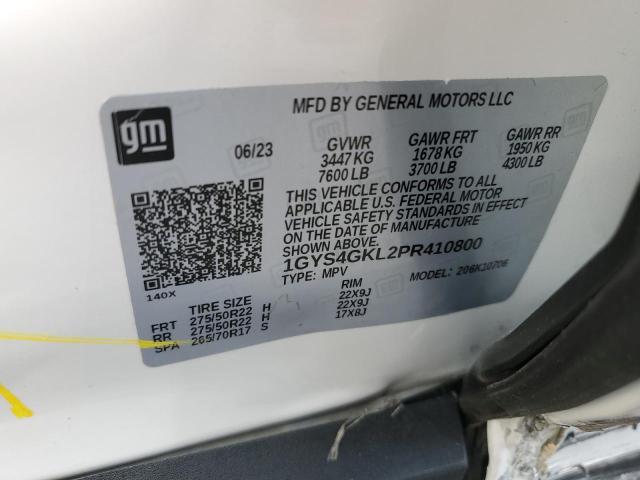 gm
MFD BY GENERAL MOTORS LLC
06/23 GVWR GAWR FRT GAWR RR
3447 KG 1678 KG 1950 KG
7600 LB 3700 LB 4300 LB
THIS VEHICLE CONFORMS TO ALL
APPLICABLE U.S. FEDERAL MOTOR
VEHICLE SAFETY STANDARDS IN EFFECT
ON THE DATE OF MANUFACTURE
SHOWN ABOVE.
1GYS4GKL2PR410800
TYPE: MPV MODEL: 206K10706
140X
TIRE SIZE RIM
FRT 275/50R22 H 22X9J
RR 275/50R22 H 22X9J
SPA 265/70R17 S 17X8J